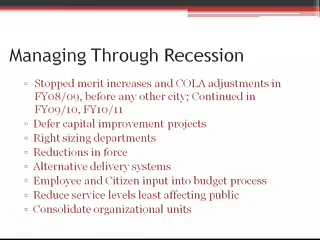 Managing Through Recession
Stopped merit increases and COLA adjustments in
FY08/09, before any other city; Continued in
FY09/10, FY10/11
Defer capital improvement projects
Right sizing departments
Reductions in force
Alternative delivery systems
Employee and Citizen input into budget process
Reduce service levels least affecting public
Consolidate organizational units